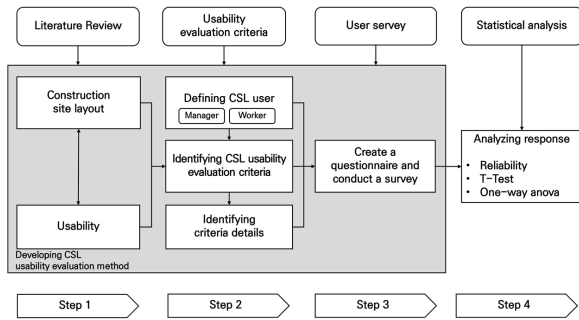 Literature Review
Usability
evaluation criteria
User servey
Statistical analysis
Construction
site layout
Usability
Developing CSL
usability evaluation method
Defining CSL user
Manager
Worker
Identifying CSL usability
evaluation criteria
Identifying
criteria details
Create a
questionnaire and
conduct a survey
Analyzing response
• Reliability
• T-Test
• One-way anova
Step 1
Step 2
Step 3
Step 4